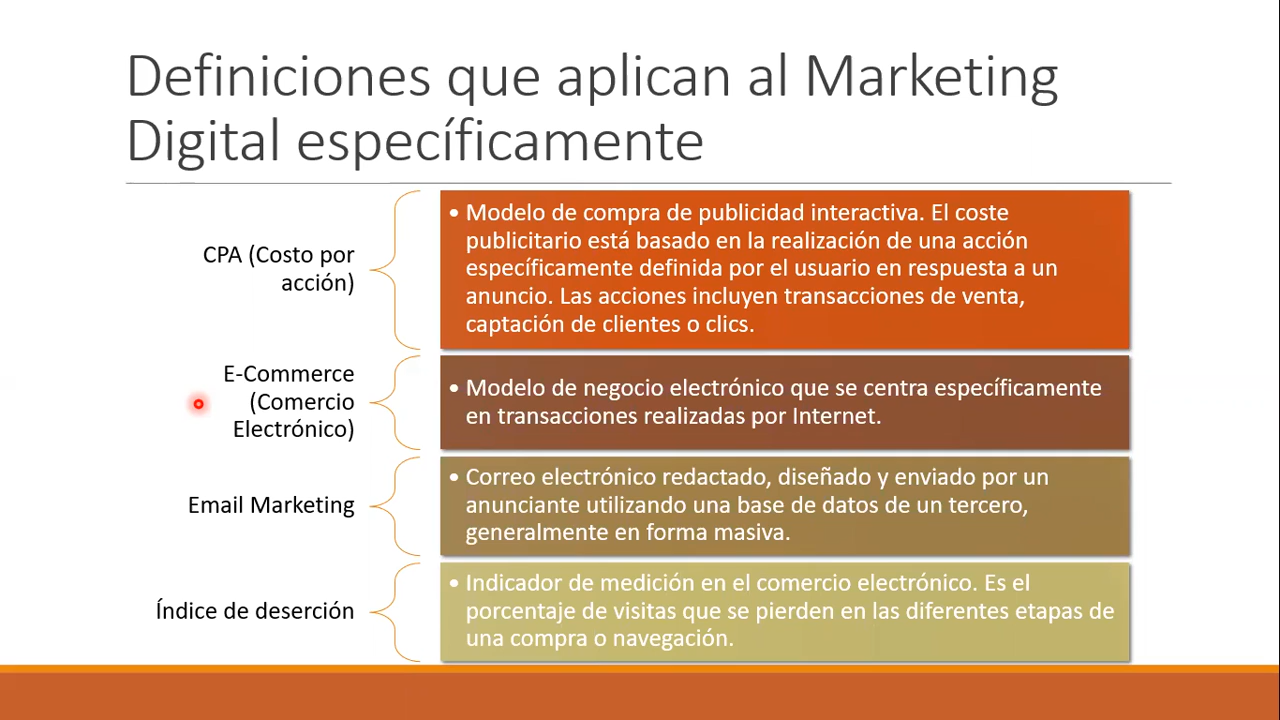 Definiciones que aplican al Marketing
Digital específicamente
CPA (Costo por
acción)
• Modelo de compra de publicidad interactiva. El coste
publicitario está basado en la realización de una acción
específicamente definida por el usuario en respuesta a un
anuncio. Las acciones incluyen transacciones de venta,
captación de clientes o clics.
E-Commerce
(Comercio
Electrónico)
• Modelo de negocio electrónico que se centra específicamente
en transacciones realizadas por Internet.
Email Marketing
• Correo electrónico redactado, diseñado y enviado por un
anunciante utilizando una base de datos de un tercero,
generalmente en forma masiva.
Índice de deserción
• Indicador de medición en el comercio electrónico. Es el
porcentaje de visitas que se pierden en las diferentes etapas de
una compra o navegación.